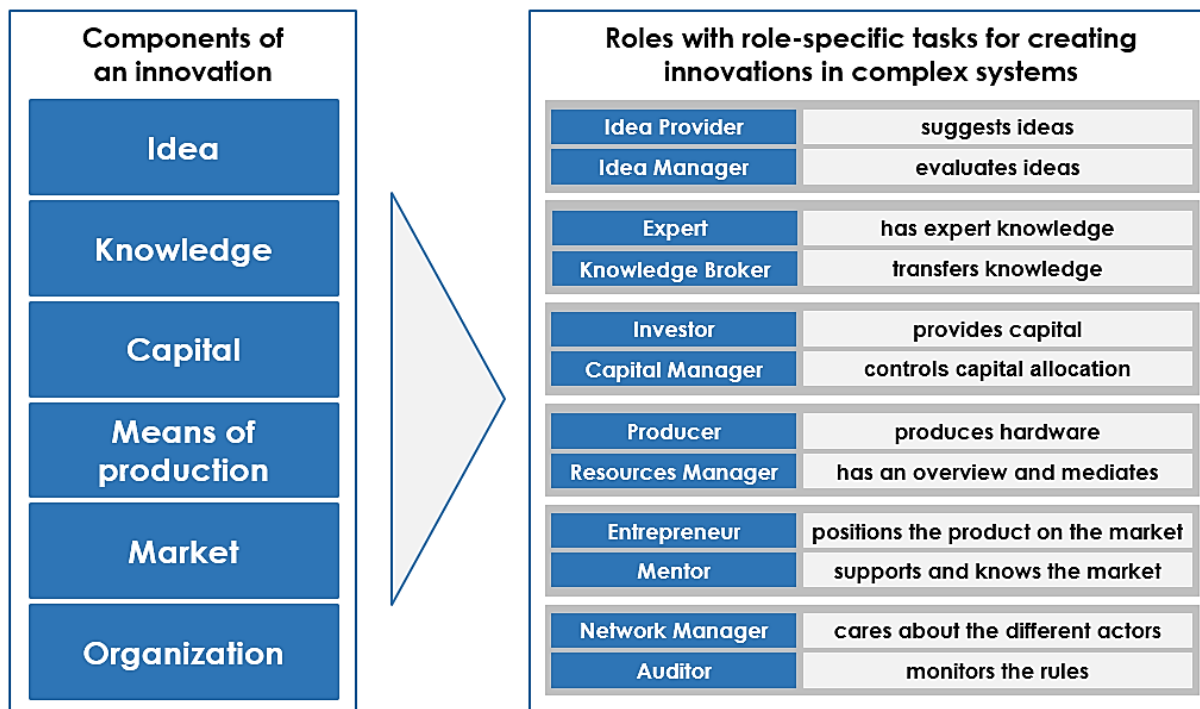 Components of
an innovation
Idea
Knowledge
Capital
Means of
production
Market
Organization
Roles with role-specific tasks for creating
innovations in complex systems
Idea Provider suggests ideas
Idea Manager evaluates ideas
Expert has expert knowledge
Knowledge Broker transfers knowledge
Investor provides capital
Capital Manager controls capital allocation
Producer produces hardware
Resources Manager has an overview and mediates
Entrepreneur positions the product on the market
Mentor supports and knows the market
Network Manager cares about the different actors
Auditor monitors the rules